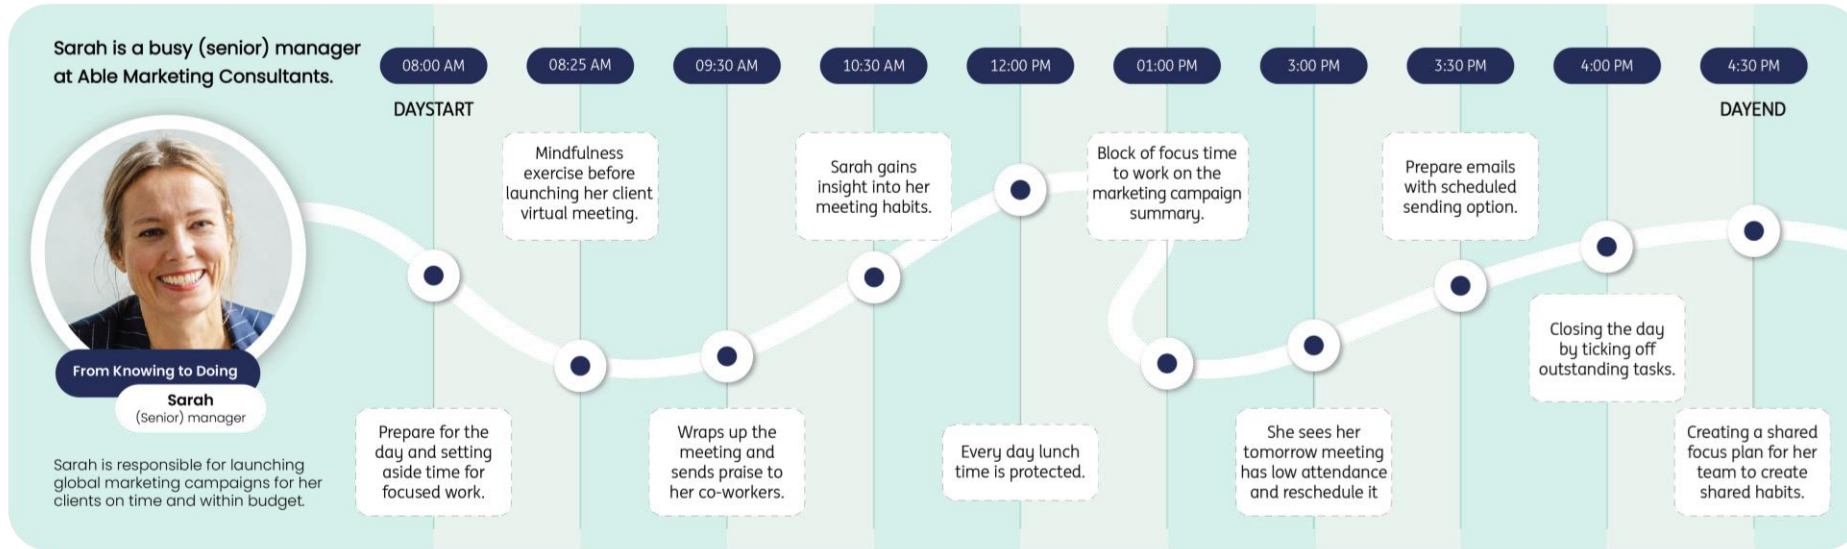 Sarah is a busy (senior) manager
at Able Marketing Consultants.
From Knowing to Doing
Sarah
(Senior) manager
Sarah is responsible for launching
global marketing campaigns for her
clients on time and within budget.
08:00 AM
DAYSTART
Prepare for the
day and setting
aside time for
focused work.
08:25 AM
Mindfulness
exercise before
launching her client
virtual meeting.
09:30 AM
Wraps up the
meeting and
sends praise to
her co-workers.
10:30 AM
Sarah gains
insight into her
meeting habits.
12:00 PM
Every day lunch
time is protected.
01:00 PM
Block of focus time
to work on the
marketing campaign
summary.
3:00 PM
She sees her
tomorrow meeting
has low attendance
and reschedule it
3:30 PM
Prepare emails
with scheduled
sending option.
4:00 PM
Closing the day
by ticking off
outstanding tasks.
4:30 PM
DAYEND
Creating a shared
focus plan for her
team to create
shared habits.